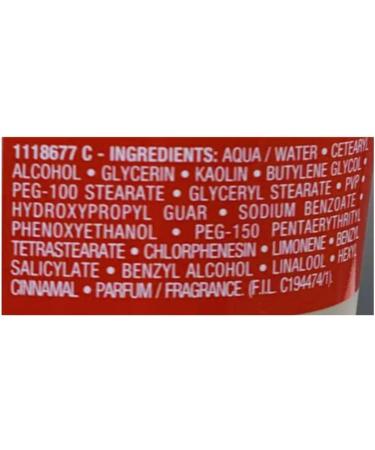 1118677 C - INGREDIENTS: AQUA / WATER • CETEARYL
ALCOHOL • GLYCERIN • KAOLIN • BUTYLENE GLYCOL •
PEG-100 STEARATE • GLYCERYL STEARATE • PVP •
HYDROXYPROPYL GUAR • SODIUM BENZOATE •
PHENOXYETHANOL • PEG-150 PENTAERYTHRITYL
TETRASTEARATE • CHLORPHENESIN • LIMONENE • BENZYL
SALICYLATE • BENZYL ALCOHOL • LINALOOL • HEXYL
CINNAMAL • PARFUM / FRAGRANCE. (F.I.L. C194474/1).